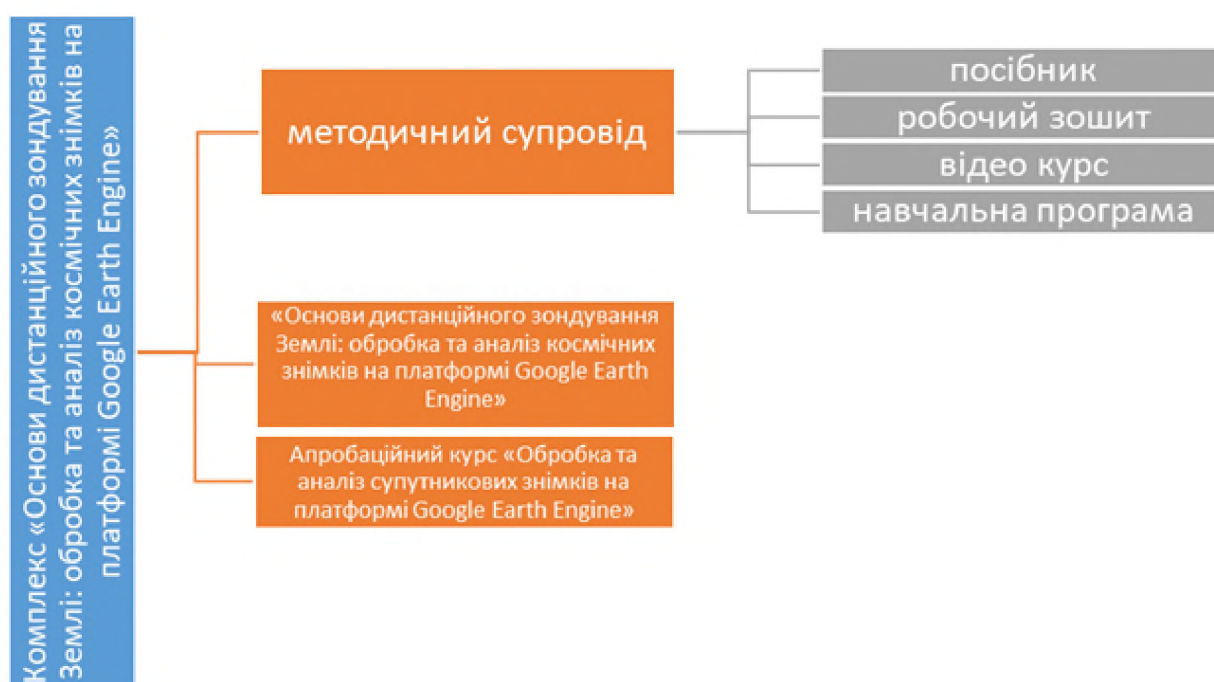 Комплекс «Основи дистанційного зондування
Землі: обробка та аналіз космічних знімків на
платформі Google Earth Engine»
методичний супровід
посібник
робочий зошит
відео курс
навчальна програма
«Основи дистанційного зондування
Землі: обробка та аналіз космічних
знімків на платформі Google Earth
Engine»
Апробаційний курс «Обробка та
аналіз супутникових знімків на
платформі Google Earth Engine»